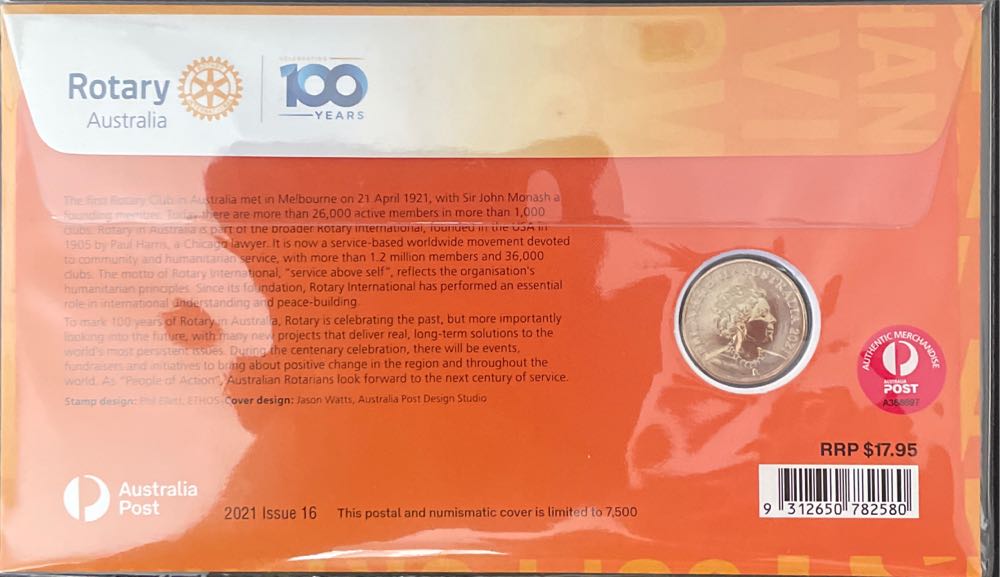 Rotary
Australia
CELEBRATING
100
YEARS
The first Rotary Club in Australia met in Melbourne on 21 April 1921, with Sir John Monash a
founding member. Today there are more than 26,000 active members in more than 1,000
clubs. Rotary in Australia is part of the broader Rotary International, founded in the USA in
1905 by Paul Harris, a Chicago lawyer. It is now a service-based worldwide movement devoted
to community and humanitarian service, with more than 1.2 million members and 36,000
clubs. The motto of Rotary International, "service above self", reflects the organisation's
humanitarian principles. Since its foundation, Rotary International has performed an essential
role in international understanding and peace-building.
To mark 100 years of Rotary in Australia, Rotary is celebrating the past, but more importantly
looking into the future, with many new projects that deliver real, long-term solutions to the
world's most persistent issues. During the centenary celebration, there will be events,
fundraisers and initiatives to bring about positive change in the region and throughout the
world. As "People of Action", Australian Rotarians look forward to the next century of service.
Stamp design: Phil Ellett, ETHOS Cover design: Jason Watts, Australia Post Design Studio
AUSTRALIA
AUTHENTIC MERCHANDISE
AUSTRALIA
POST
RRP $17.95
9 312650 782580
Australia
Post
2021 Issue 16
This postal and numismatic cover is limited to 7,500